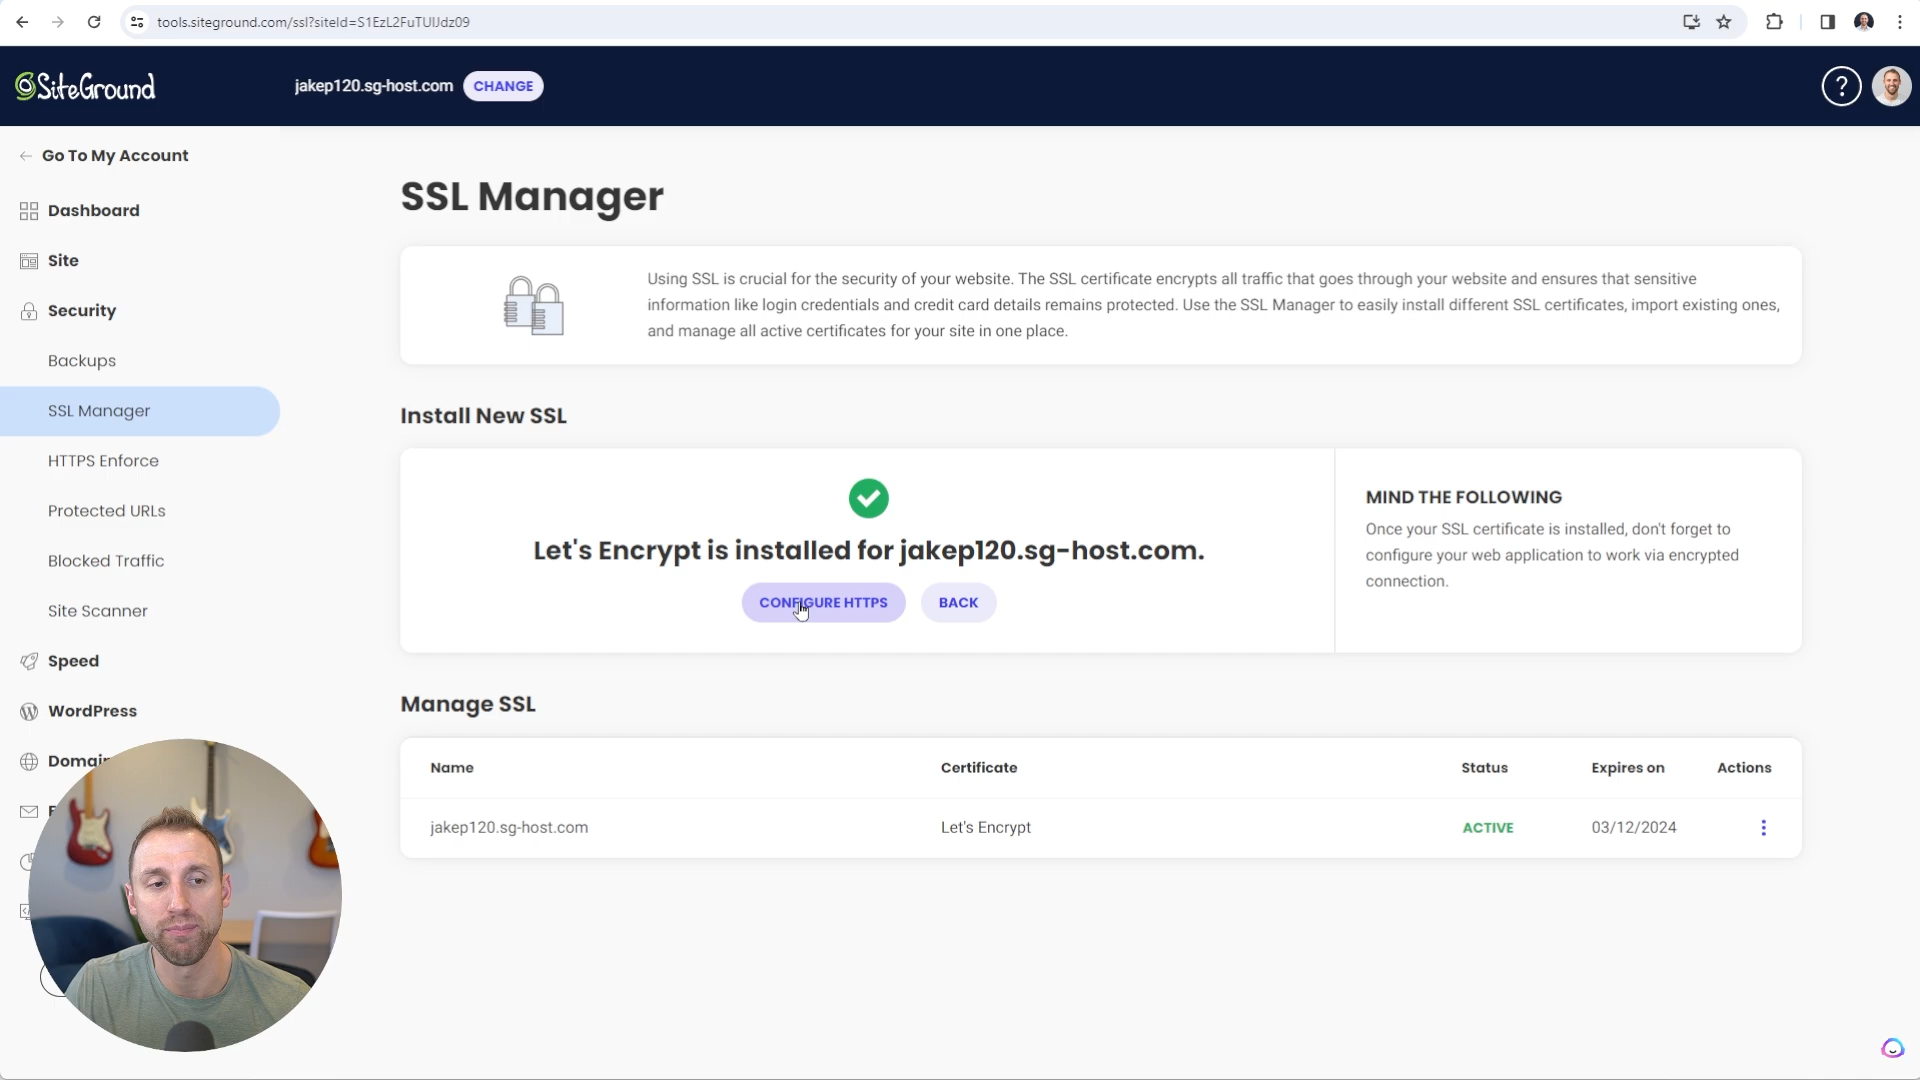 tools.siteground.com/ssl?siteId=S1EzL2FuTUlJdz09
SiteGround
jakep120.sg-host.com CHANGE
?
Go To My Account
Dashboard
Site
Security
Backups
SSL Manager
HTTPS Enforce
Protected URLs
Blocked Traffic
Site Scanner
Speed
WordPress
SSL Manager
Using SSL is crucial for the security of your website. The SSL certificate encrypts all traffic that goes through your website and ensures that sensitive
information like login credentials and credit card details remains protected. Use the SSL Manager to easily install different SSL certificates, import existing ones,
and manage all active certificates for your site in one place.
Install New SSL
Let's Encrypt is installed for jakep120.sg-host.com.
CONFIGURE HTTPS BACK
MIND THE FOLLOWING
Once your SSL certificate is installed, don't forget to
configure your web application to work via encrypted
connection.
Manage SSL
Name Certificate Status Expires on Actions
jakep120.sg-host.com Let's Encrypt ACTIVE 03/12/2024